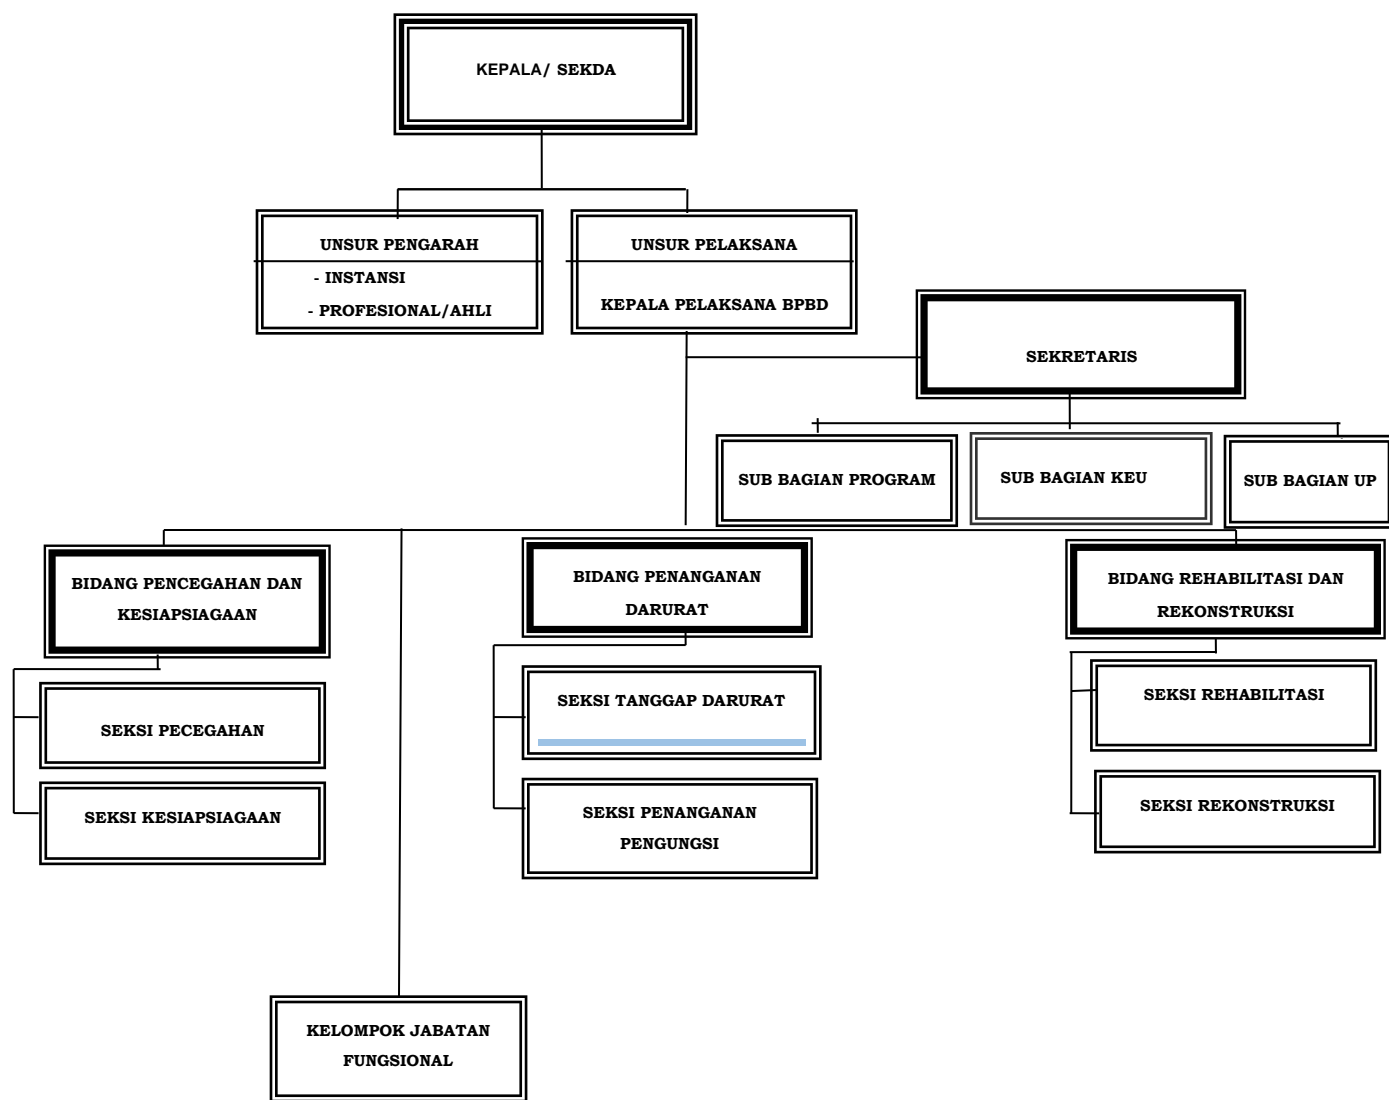 KEPALA/ SEKDA
UNSUR PENGARAH
- INSTANSI
- PROFESIONAL/AHLI
UNSUR PELAKSANA
KEPALA PELAKSANA BPBD
SEKRETARIS
SUB BAGIAN PROGRAM
SUB BAGIAN KEU
SUB BAGIAN UP
BIDANG PENCEGAHAN DAN
KESIAPSIAGAAN
BIDANG PENANGANAN
DARURAT
BIDANG REHABILITASI DAN
REKONSTRUKSI
SEKSI PECEGAHAN
SEKSI KESIAPSIAGAAN
SEKSI TANGGAP DARURAT
SEKSI PENANGANAN
PENGUNGSI
SEKSI REHABILITASI
SEKSI REKONSTRUKSI
KELOMPOK JABATAN
FUNGSIONAL